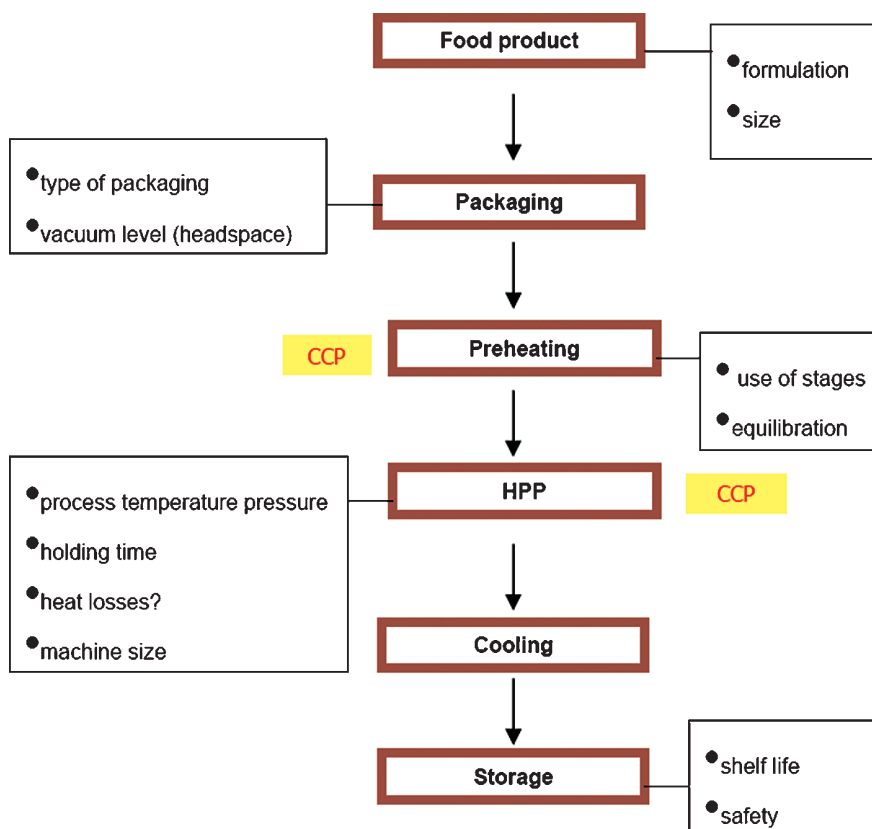 Food product
formulation
size
type of packaging
vacuum level (headspace)
Packaging
CCP
Preheating
use of stages
equilibration
process temperature pressure
holding time
heat losses?
machine size
HPP
CCP
Cooling
Storage
shelf life
safety